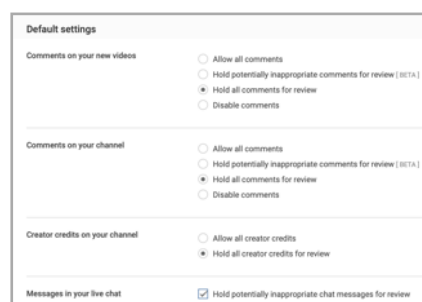 Default settings
Comments on your new videos
Allow all comments
Hold potentially inappropriate comments for review [ BETA ]
Hold all comments for review
Disable comments
Comments on your channel
Allow all comments
Hold potentially inappropriate comments for review [ BETA ]
Hold all comments for review
Disable comments
Creator credits on your channel
Allow all creator credits
Hold all creator credits for review
Messages in your live chat
Hold potentially inappropriate chat messages for review